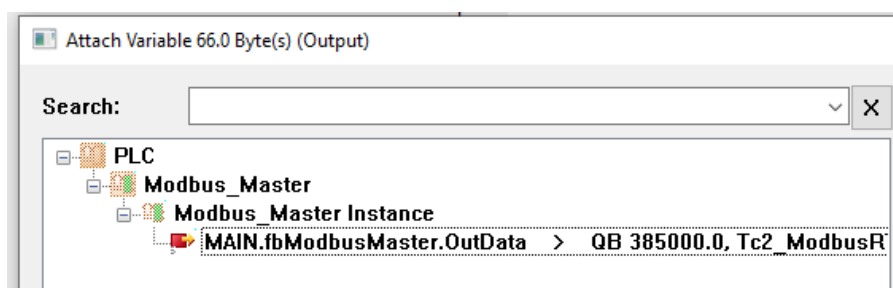 Attach Variable 66.0 Byte(s) (Output)
Search:
X
PLC
Modbus_Master
Modbus_Master Instance
MAIN.fbModbusMaster.OutData > QB 385000.0, Tc2_ModbusR